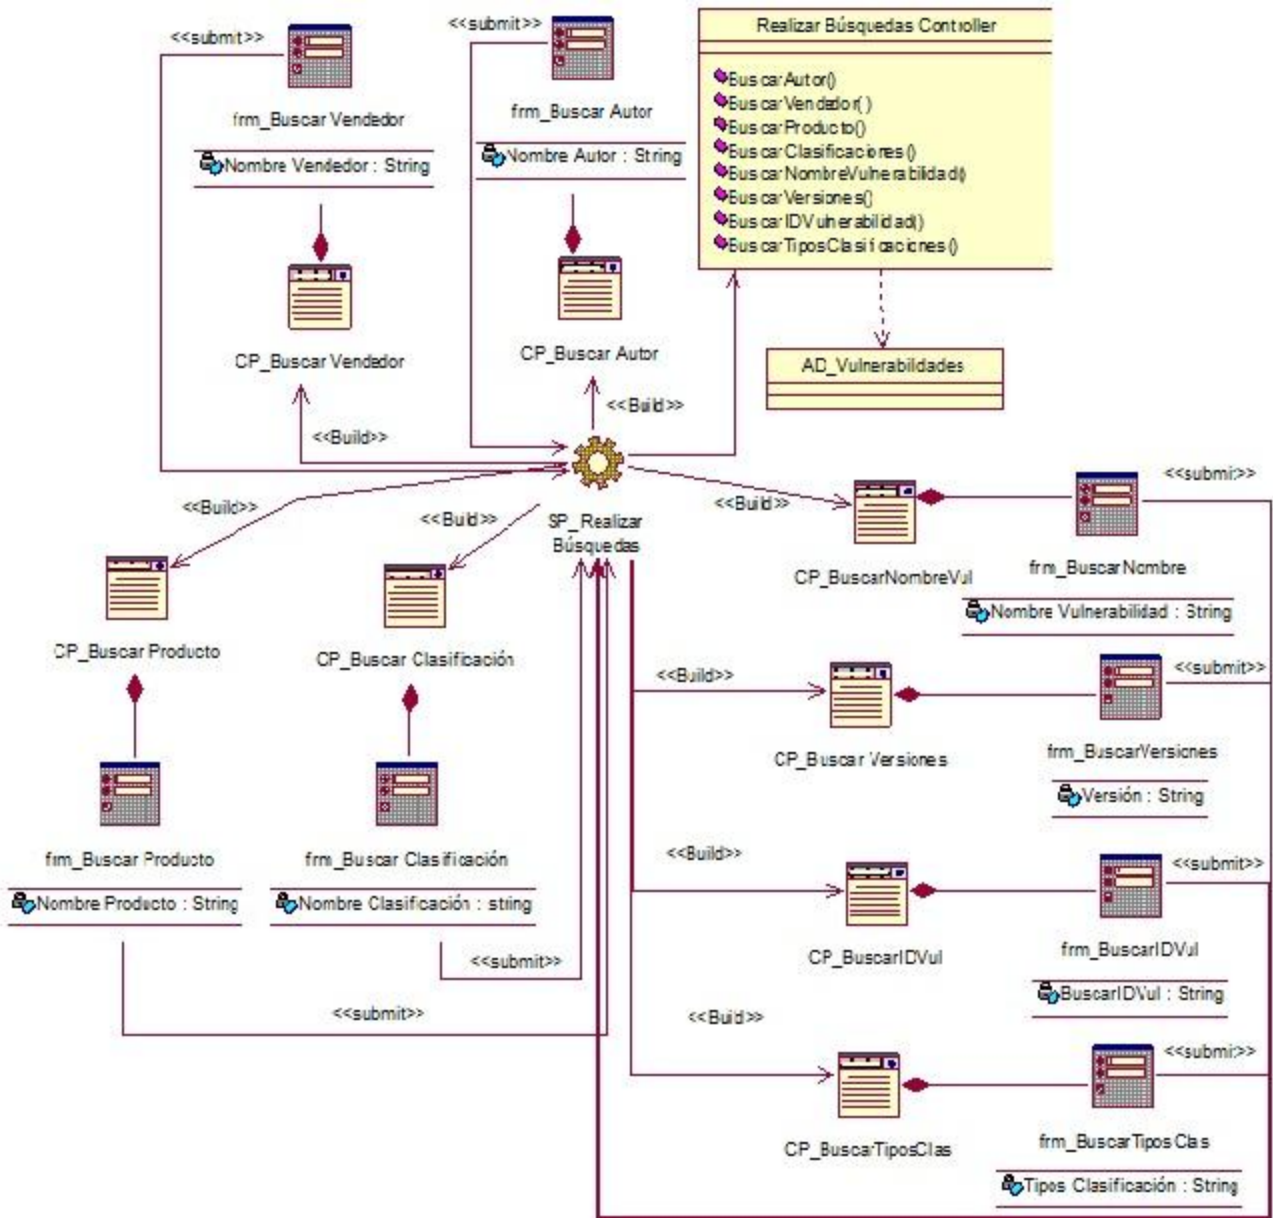 <<submit>>
<<submit>>
Realizar Búsquedas Controller
frm_Buscar Vendedor
frm_Buscar Autor
BuscarAutor()
BuscarVendedor()
BuscarProducto()
BuscarClasificaciones()
BuscarNombreVulnerabilidad()
BuscarVersiones()
BuscarIDVulnerabilidad()
BuscarTiposClasificaciones()
Nombre Vendedor : String
Nombre Autor : String
CP_Buscar Vendedor
CP_Buscar Autor
AD_Vulnerabilidades
<<Build>>
<<Build>>
<<Build>>
<<Build>>
SP_Realizar
Búsquedas
<<Build>>
<<submit>>
CP_BuscarNombreVul
frm_BuscarNombre
Nombre Vulnerabilidad : String
CP_Buscar Producto
CP_Buscar Clasificación
<<Build>>
<<submit>>
CP_Buscar Versiones
frm_BuscarVersiones
Versión : String
frm_Buscar Producto
frm_Buscar Clasificación
Nombre Producto : String
Nombre Clasificación : string
<<Build>>
<<submit>>
CP_BuscarIDVul
frm_BuscarIDVul
BuscarIDVul : String
<<submit>>
<<submit>>
<<Build>>
<<submit>>
CP_BuscarTiposClas
frm_BuscarTiposClas
Tipos Clasificación : String